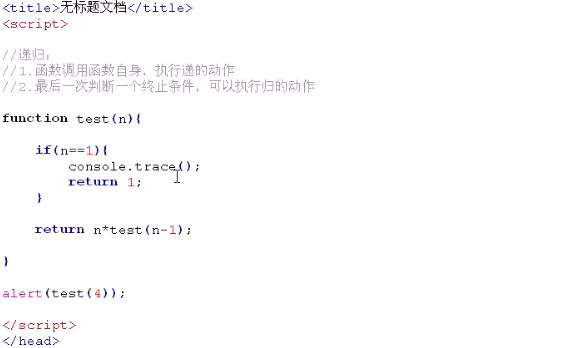 <title>无标题文档</title>
<script>
//递归：
//1.函数调用函数自身，执行递的动作
//2.最后一次判断一个终止条件，可以执行归的动作
function test(n){
if(n==1){
console.trace();
return 1;
}
return n*test(n-1);
}
alert(test(4));
</script>
</head>